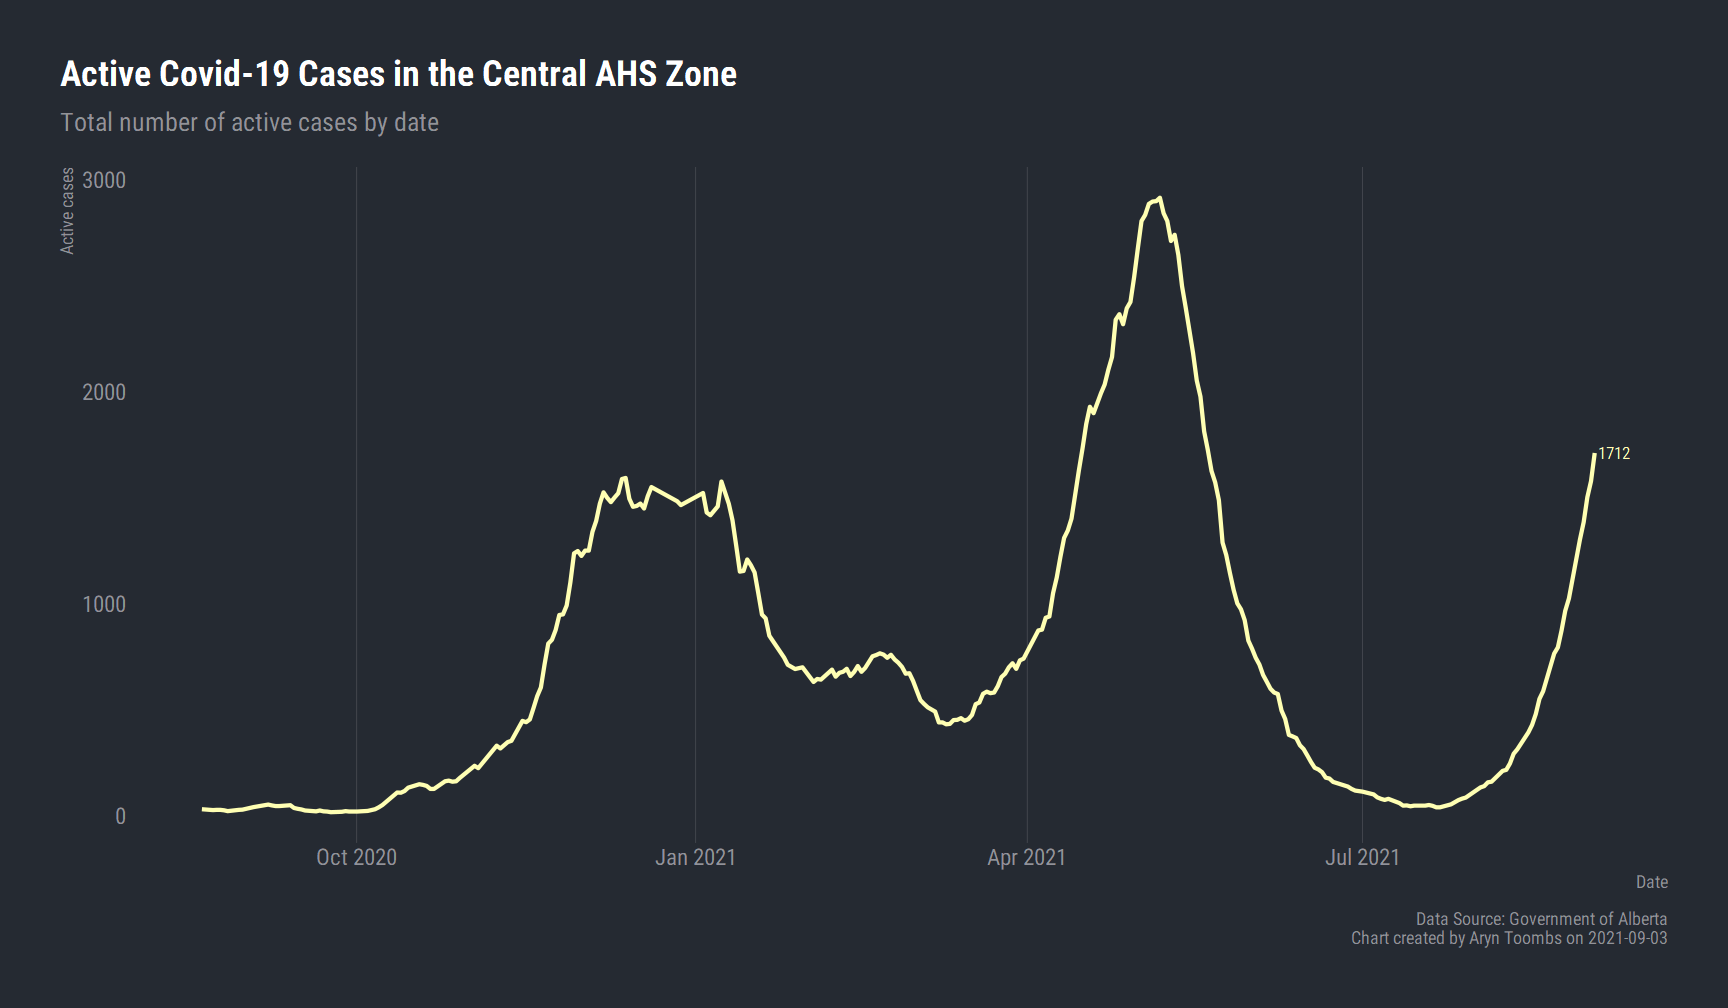 Active Covid-19 Cases in the Central AHS Zone
Total number of active cases by date
Active cases
3000
2000
1000
0
1712
Oct 2020
Jan 2021
Apr 2021
Jul 2021
Date
Data Source: Government of Alberta
Chart created by Aryn Toombs on 2021-09-03